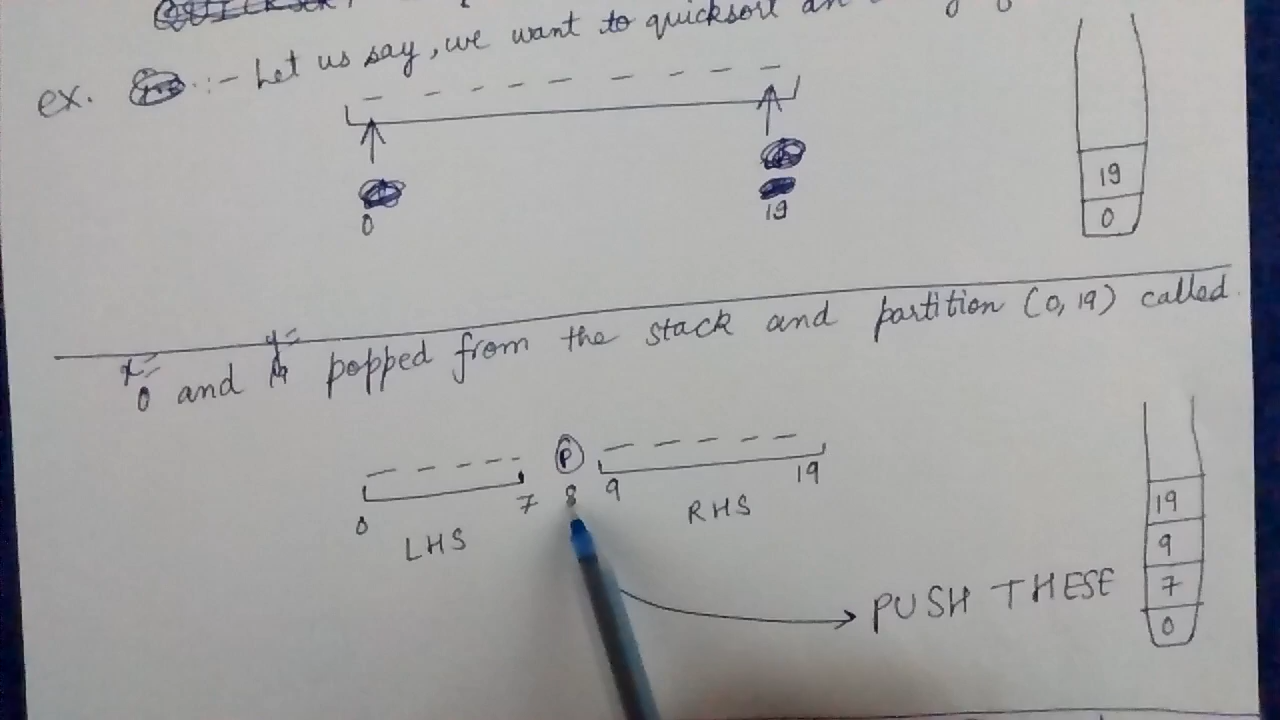 ex. :- Let us say, we want to quicksort an
0 19
19
0
x= y=
0 and popped from the stack and partition (0, 19) called.
P
0 7 8 9 19
LHS RHS
PUSH THESE
19
9
7
0